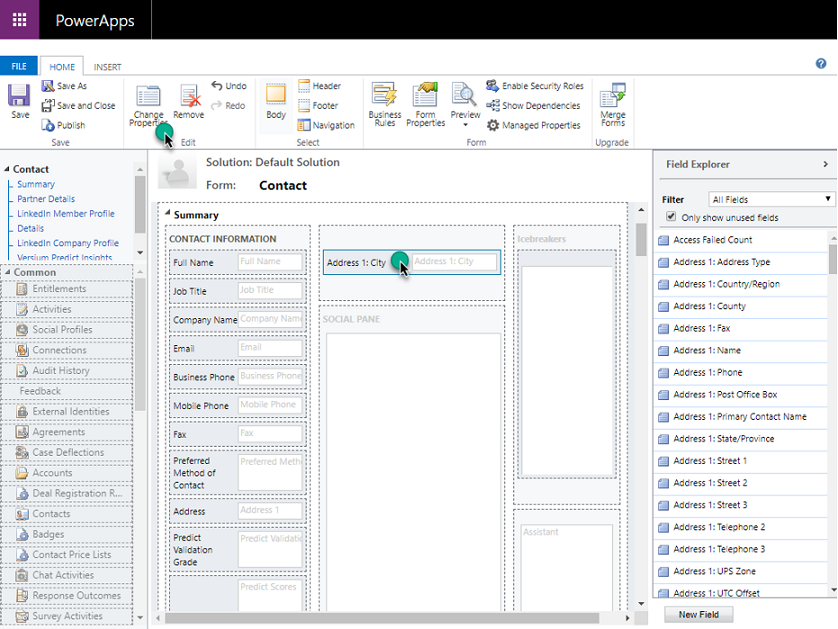 PowerApps
FILE HOME INSERT
Save
Save As
Save and Close
Publish
Save
Change Properties
Remove
Undo
Redo
Edit
Body
Header
Footer
Navigation
Select
Business Rules
Form Properties
Preview
Enable Security Roles
Show Dependencies
Managed Properties
Form
Merge Forms
Upgrade
Contact
Summary
Partner Details
LinkedIn Member Profile
Details
LinkedIn Company Profile
Versium Predict Insights
Common
Entitlements
Activities
Social Profiles
Connections
Audit History
Feedback
External Identities
Agreements
Case Deflections
Accounts
Deal Registration R...
Contacts
Badges
Contact Price Lists
Chat Activities
Response Outcomes
Survey Activities
Solution: Default Solution
Form: Contact
Summary
CONTACT INFORMATION
Full Name Full Name
Job Title Job Title
Company Name Company Name
Email Email
Business Phone Business Phone
Mobile Phone Mobile Phone
Fax Fax
Preferred Method of Contact Preferred Meth
Address Address 1
Predict Validation Grade Predict Validatio
Predict Scores
Address 1: City Address 1: City
SOCIAL PANE
Icebreakers
Assistant
Field Explorer
Filter All Fields
Only show unused fields
Access Failed Count
Address 1: Address Type
Address 1: Country/Region
Address 1: County
Address 1: Fax
Address 1: Name
Address 1: Phone
Address 1: Post Office Box
Address 1: Primary Contact Name
Address 1: State/Province
Address 1: Street 1
Address 1: Street 2
Address 1: Street 3
Address 1: Telephone 2
Address 1: Telephone 3
Address 1: UPS Zone
Address 1: UTC Offset
New Field